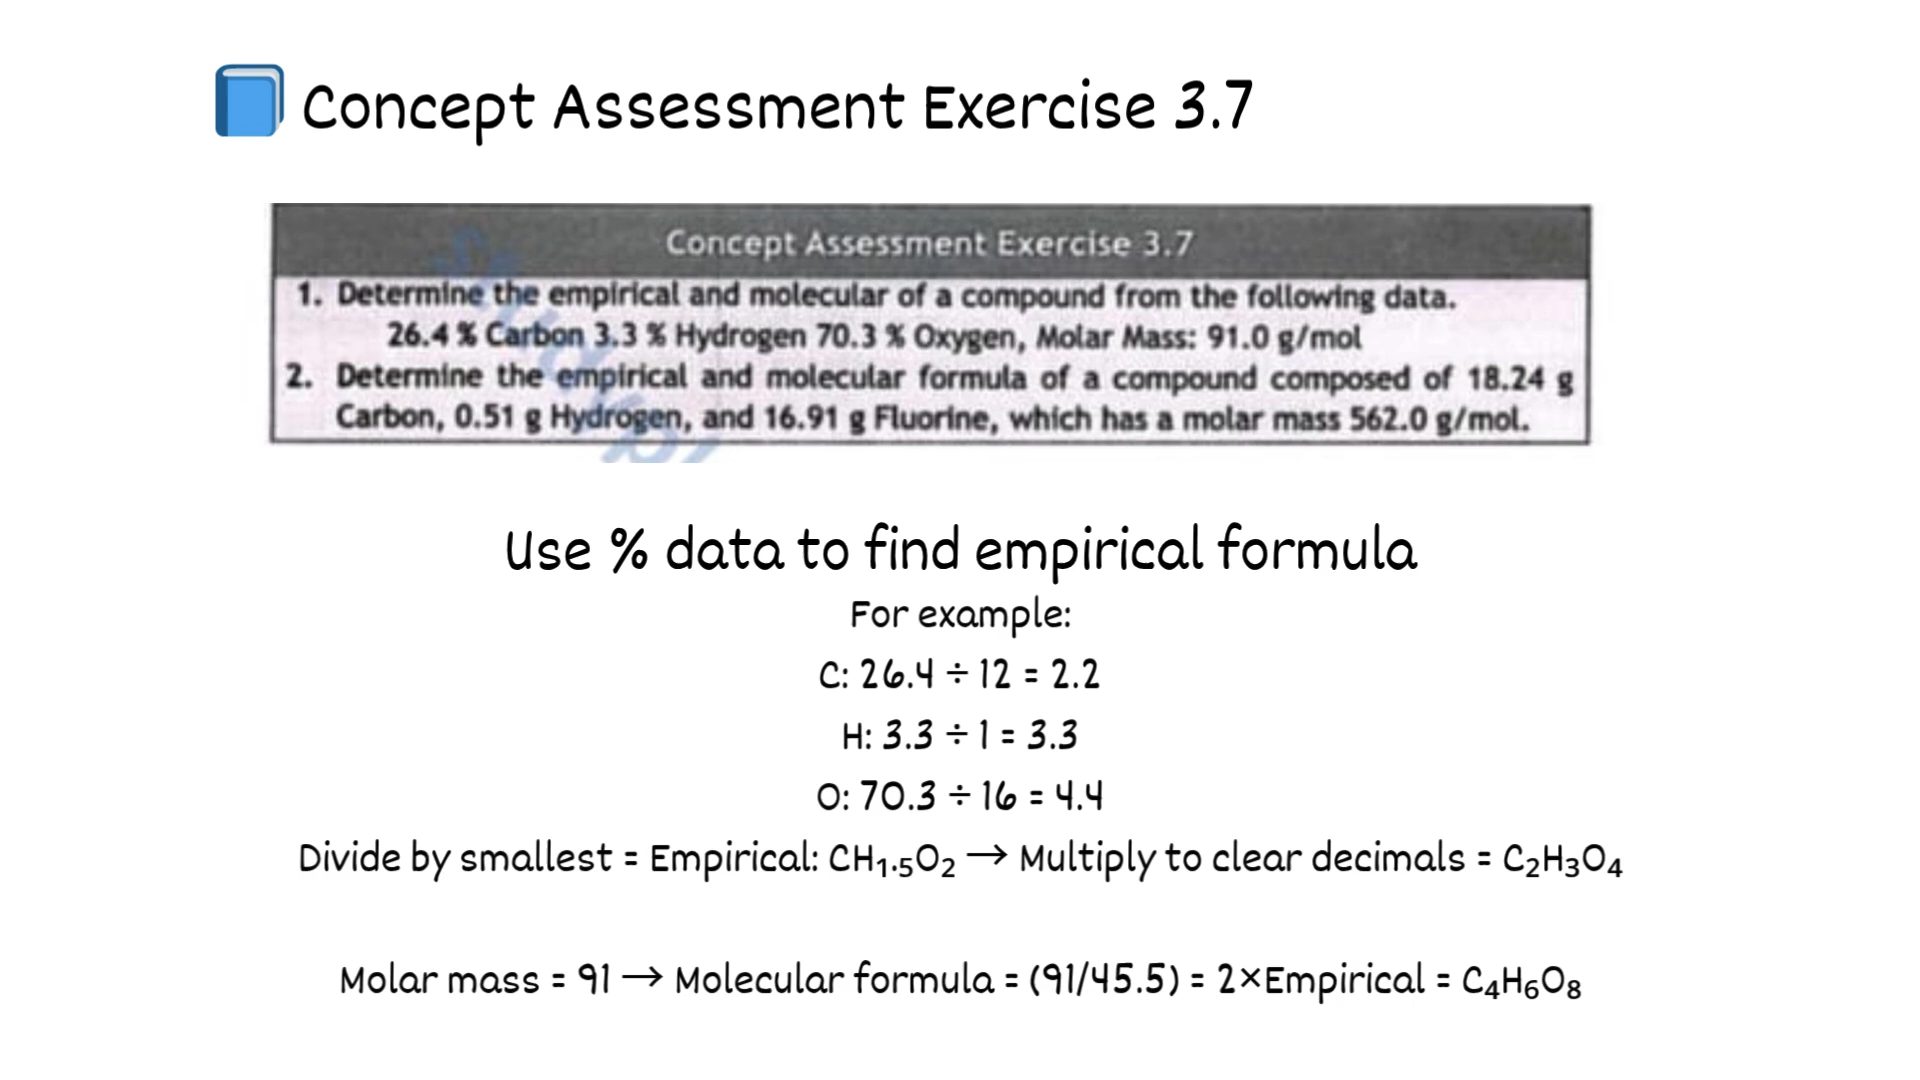 📘 Concept Assessment Exercise 3.7
Concept Assessment Exercise 3.7
1. Determine the empirical and molecular of a compound from the following data.
26.4 % Carbon 3.3 % Hydrogen 70.3 % Oxygen, Molar Mass: 91.0 g/mol
2. Determine the empirical and molecular formula of a compound composed of 18.24 g
Carbon, 0.51 g Hydrogen, and 16.91 g Fluorine, which has a molar mass 562.0 g/mol.
Use % data to find empirical formula
For example:
C: 26.4 ÷ 12 = 2.2
H: 3.3 ÷ 1 = 3.3
O: 70.3 ÷ 16 = 4.4
Divide by smallest = Empirical: CH₁.₅O₂ → Multiply to clear decimals = C₂H₃O₄
Molar mass = 91 → Molecular formula = (91/45.5) = 2×Empirical = C₄H₆O₈